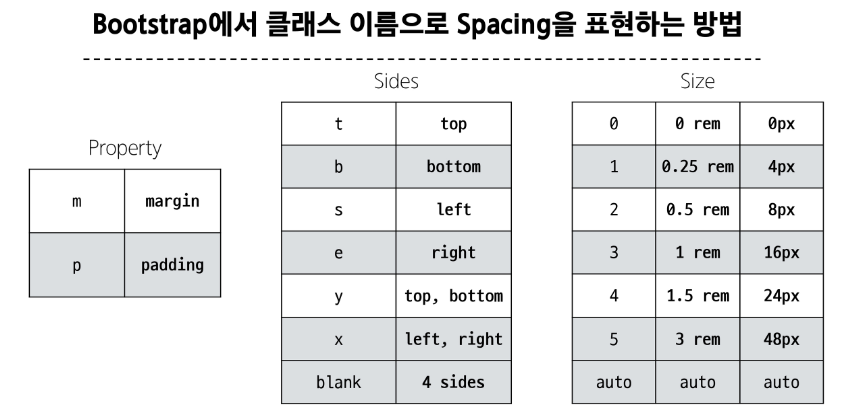 Bootstrap에서 클래스 이름으로 Spacing을 표현하는 방법
Property
m margin
p padding
Sides
t top
b bottom
s left
e right
y top, bottom
x left, right
blank 4 sides
Size
0 0 rem 0px
1 0.25 rem 4px
2 0.5 rem 8px
3 1 rem 16px
4 1.5 rem 24px
5 3 rem 48px
auto auto auto